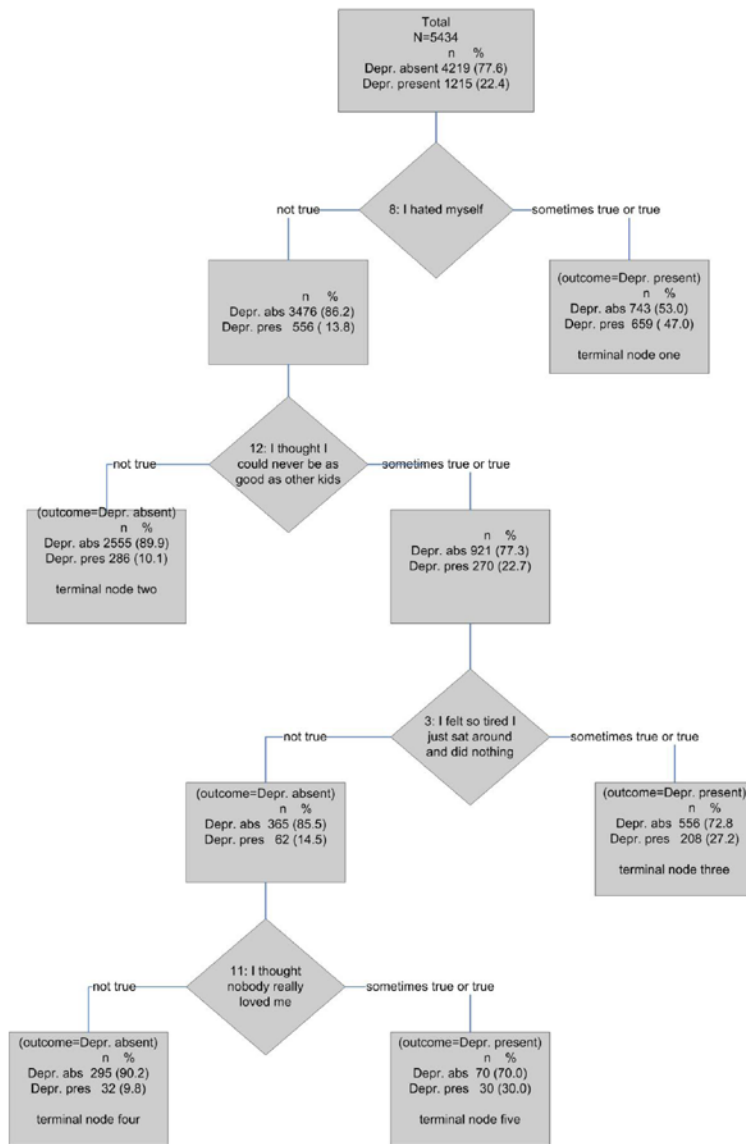 Total
N=5434
n %
Depr. absent 4219 (77.6)
Depr. present 1215 (22.4)
not true
8: I hated myself
sometimes true or true
n %
Depr. abs 3476 (86.2)
Depr. pres 556 ( 13.8)
(outcome=Depr. present)
n %
Depr. abs 743 (53.0)
Depr. pres 659 ( 47.0)
terminal node one
not true
12: I thought I
could never be as
good as other kids
sometimes true or true
(outcome=Depr. absent)
n %
Depr. abs 2555 (89.9)
Depr. pres 286 (10.1)
terminal node two
n %
Depr. abs 921 (77.3)
Depr. pres 270 (22.7)
not true
3: I felt so tired I
just sat around
and did nothing
sometimes true or true
(outcome=Depr. absent)
n %
Depr. abs 365 (85.5)
Depr. pres 62 (14.5)
(outcome=Depr. present)
n %
Depr. abs 556 (72.8
Depr. pres 208 (27.2)
terminal node three
not true
11: I thought
nobody really
loved me
sometimes true or true
(outcome=Depr. absent)
n %
Depr. abs 295 (90.2)
Depr. pres 32 (9.8)
terminal node four
(outcome=Depr. present)
n %
Depr. abs 70 (70.0)
Depr. pres 30 (30.0)
terminal node five